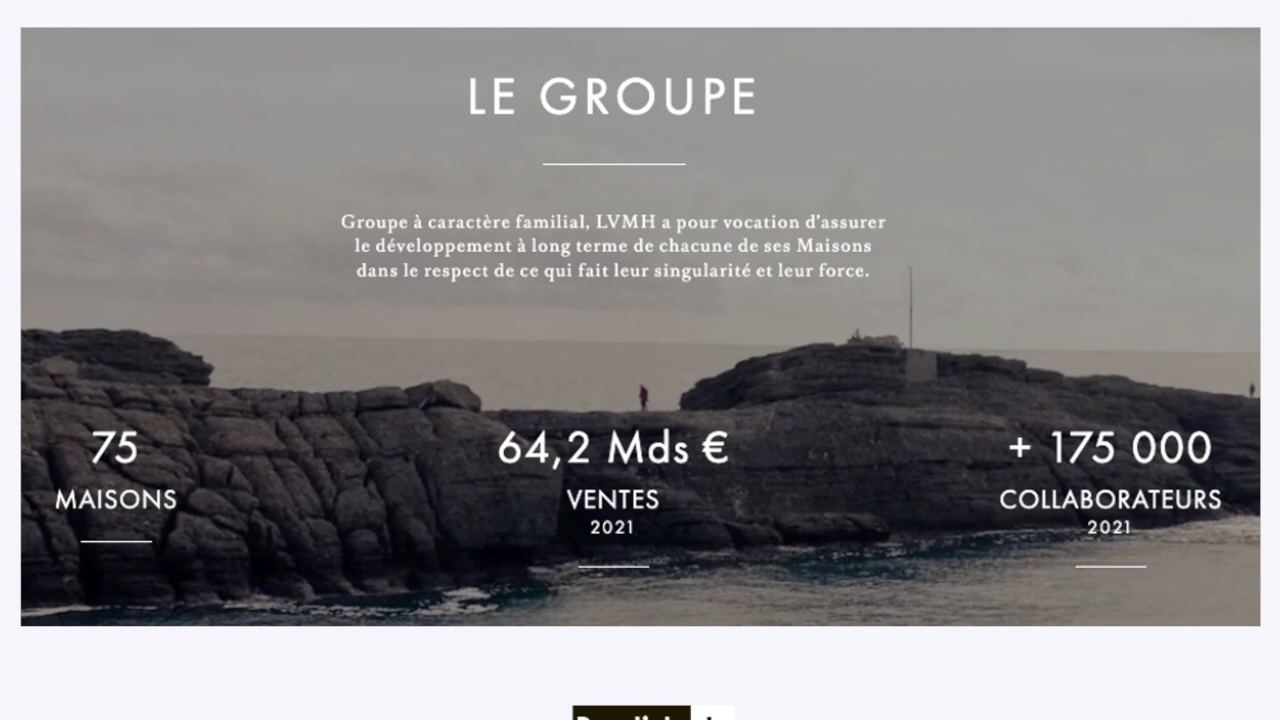 LE GROUPE
Groupe à caractère familial, LVMH a pour vocation d'assurer
le développement à long terme de chacune de ses Maisons
dans le respect de ce qui fait leur singularité et leur force.
75
MAISONS
64,2 Mds €
VENTES
2021
+ 175 000
COLLABORATEURS
2021